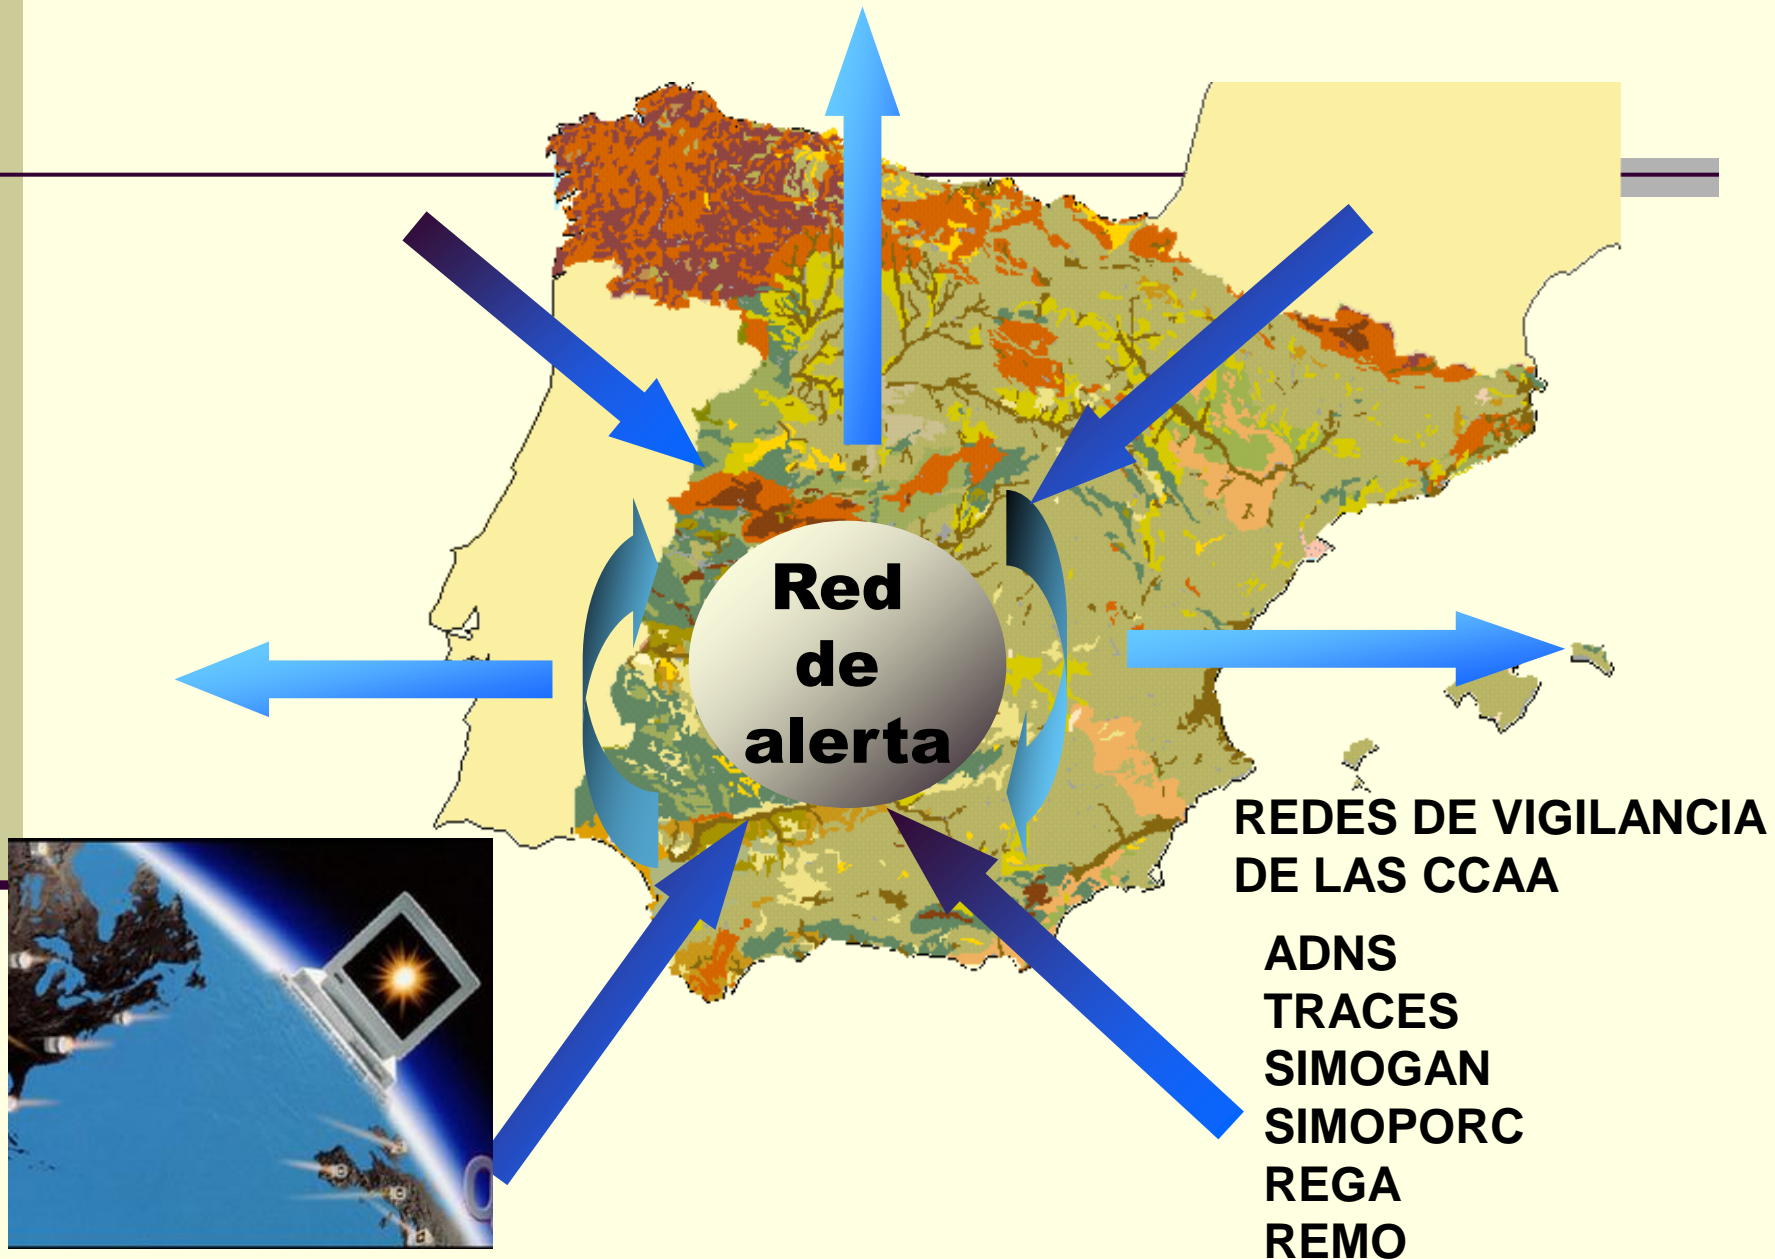 Red
de
alerta
REDES DE VIGILANCIA
DE LAS CCAA
ADNS
TRACES
SIMOGAN
SIMOPORC
REGA
REMO